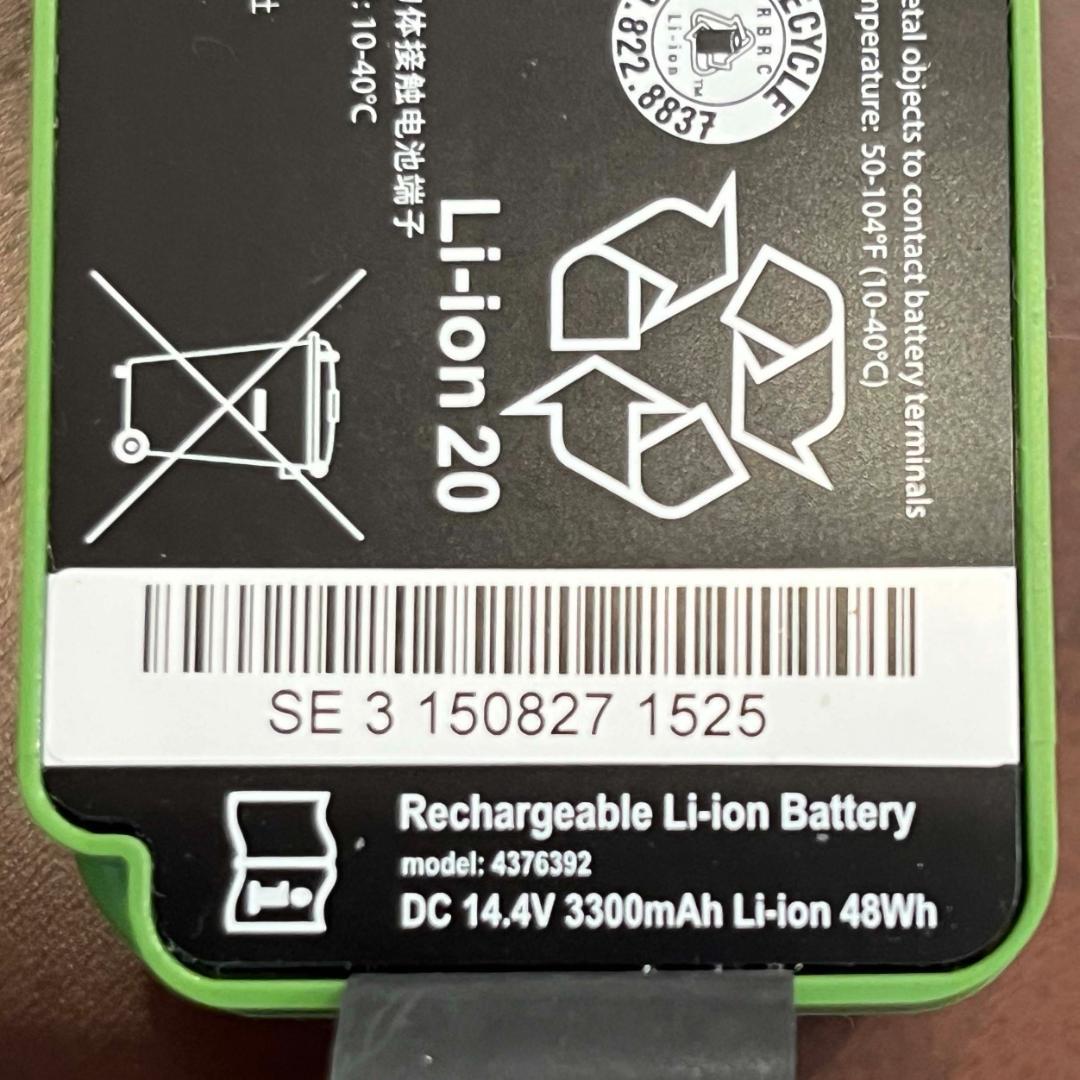 etal objects to contact battery terminals
mperature: 50-104°F (10-40°C)
RECYCLE
.822.8837
RBRC
Li-ion
TM
Li-ion 20
体接触电池端子
: 10-40°C
SE 3 150827 1525
Rechargeable Li-ion Battery
model: 4376392
DC 14.4V 3300mAh Li-ion 48Wh